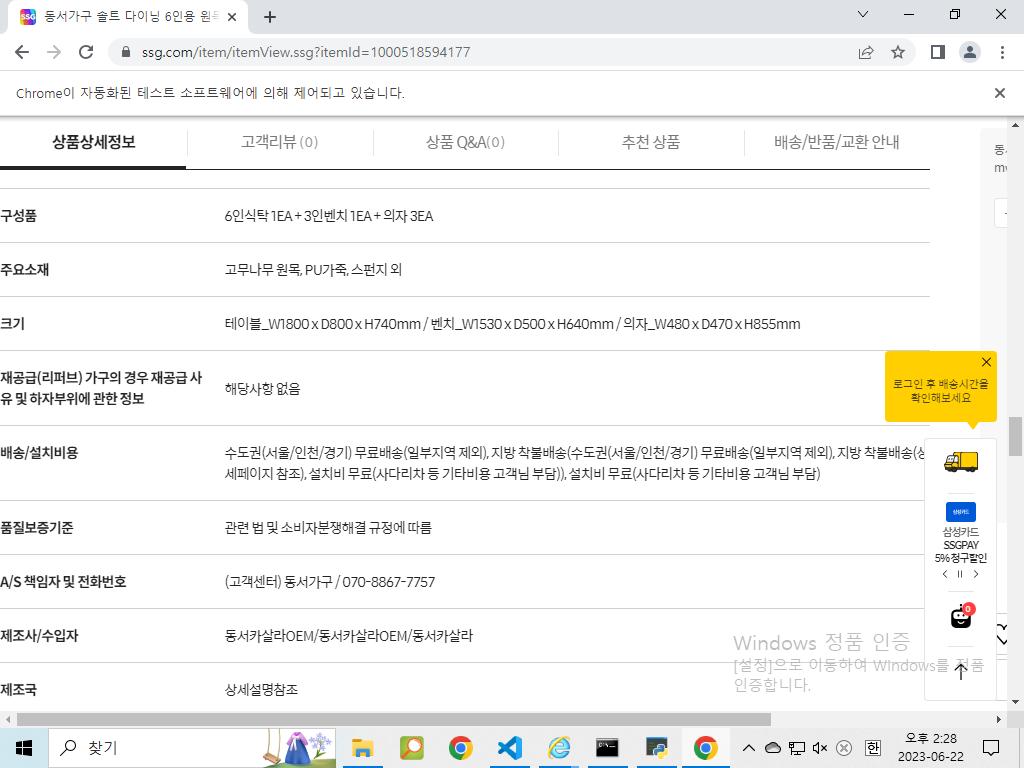 동서가구 솔트 다이닝 6인용 원목
ssg.com/item/itemView.ssg?itemId=1000518594177
Chrome이 자동화된 테스트 소프트웨어에 의해 제어되고 있습니다.
상품상세정보
고객리뷰 (0)
상품 Q&A(0)
추천 상품
배송/반품/교환 안내
구성품
6인식탁 1EA + 3인벤치 1EA + 의자 3EA
주요소재
고무나무 원목, PU가죽, 스펀지 외
크기
테이블_W1800 x D800 x H740mm / 벤치_W1530 x D500 x H640mm / 의자_W480 x D470 x H855mm
재공급(리퍼브) 가구의 경우 재공급 사
유 및 하자부위에 관한 정보
해당사항 없음
로그인 후 배송시간을
확인해보세요
배송/설치비용
수도권(서울/인천/경기) 무료배송(일부지역 제외), 지방 착불배송(수도권(서울/인천/경기) 무료배송(일부지역 제외), 지방 착불배송(상
세페이지 참조), 설치비 무료(사다리차 등 기타비용 고객님 부담)), 설치비 무료(사다리차 등 기타비용 고객님 부담)
품질보증기준
관련 법 및 소비자분쟁해결 규정에 따름
삼성카드
삼성카드
SSGPAY
5% 청구할인
A/S 책임자 및 전화번호
(고객센터) 동서가구 / 070-8867-7757
0
제조사/수입자
동서카살라OEM/동서카살라OEM/동서카살라
제조국
상세설명참조
Windows 정품 인증
[설정]으로 이동하여 Windows를 정품
인증합니다.
찾기
한
오후 2:28
2023-06-22